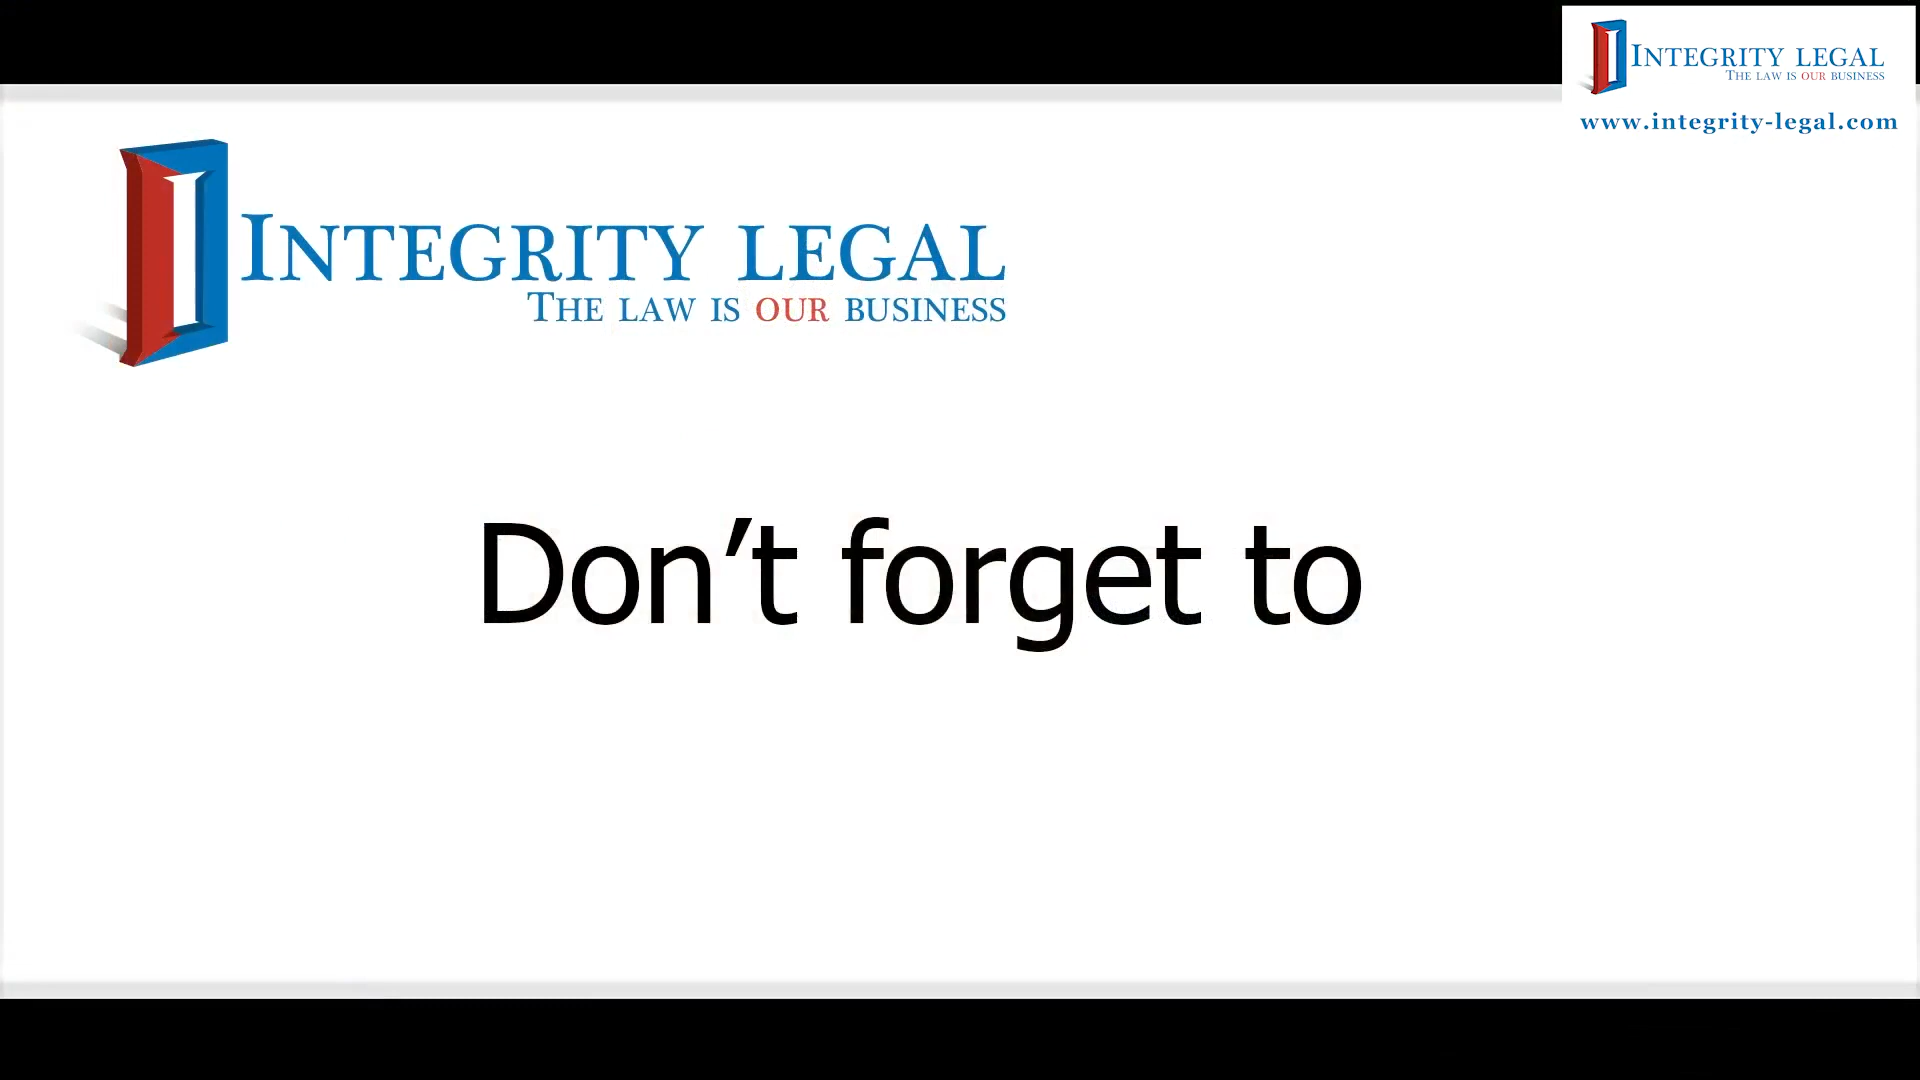 INTEGRITY LEGAL
THE LAW IS OUR BUSINESS
www.integrity-legal.com
INTEGRITY LEGAL
THE LAW IS OUR BUSINESS
Don’t forget to